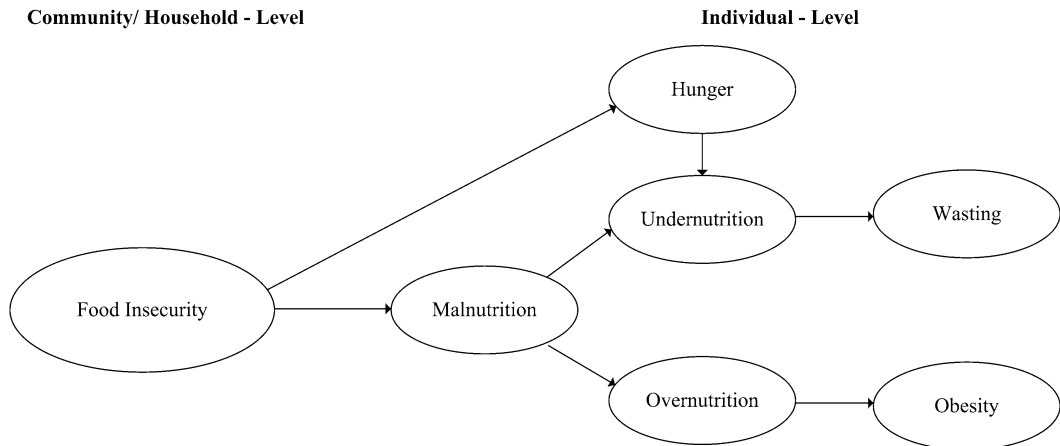 Community/ Household - Level
Individual - Level
Hunger
Undernutrition
Wasting
Food Insecurity
Malnutrition
Overnutrition
Obesity